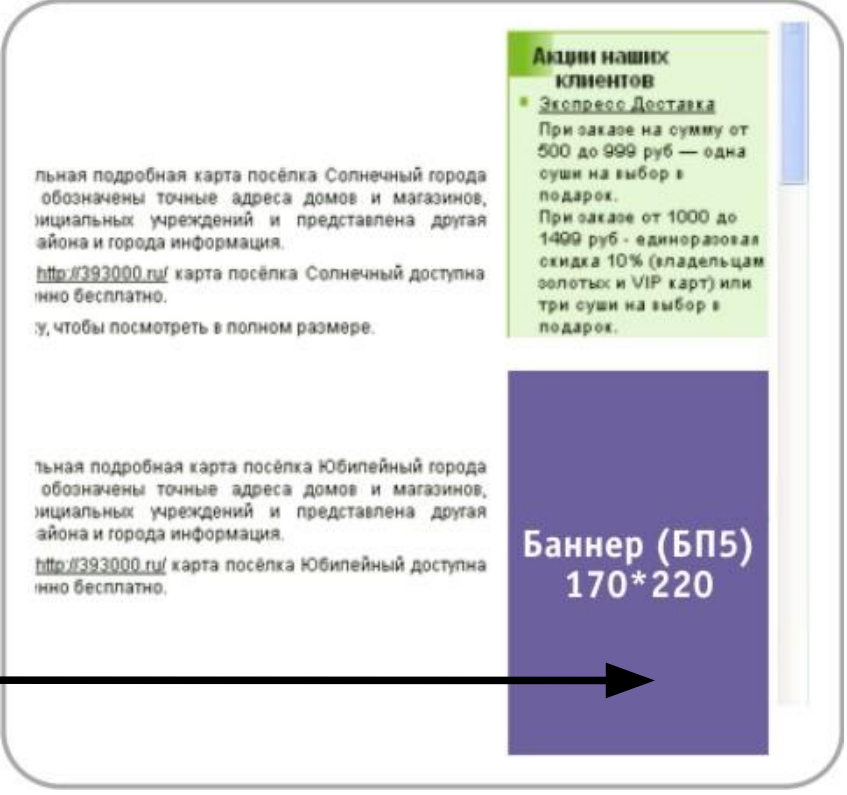 льная подробная карта посёлка Солнечный города
обозначены точные адреса домов и магазинов,
ициальных учреждений и представлена другая
айона и города информация.
http://393000.ru/ карта посёлка Солнечный доступна
нно бесплатно.
у, чтобы посмотреть в полном размере.
льная подробная карта посёлка Юбилейный города
обозначены точные адреса домов и магазинов,
ициальных учреждений и представлена другая
айона и города информация.
http://393000.ru/ карта посёлка Юбилейный доступна
нно бесплатно.
Акции наших
клиентов
Экспресс Доставка
При заказе на сумму от
500 до 999 руб — одна
суши на выбор в
подарок.
При заказе от 1000 до
1499 руб - единоразовая
скидка 10% (владельцам
золотых и VIP карт) или
три суши на выбор в
подарок.
Баннер (БП5)
170*220